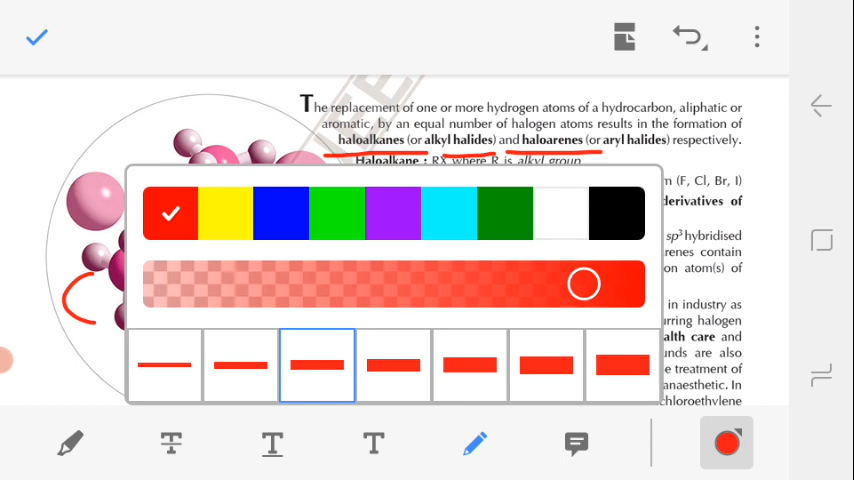 The replacement of one or more hydrogen atoms of a hydrocarbon, aliphatic or
aromatic, by an equal number of halogen atoms results in the formation of
haloalkanes (or alkyl halides) and haloarenes (or aryl halides) respectively.
Haloalkane : RX where R is alkyl group
m (F, Cl, Br, I)
derivatives of
sp³ hybridised
renes contain
on atom(s) of
in industry as
rring halogen
alth care and
unds are also
e treatment of
anaesthetic. In
chloroethylene
T
T
T